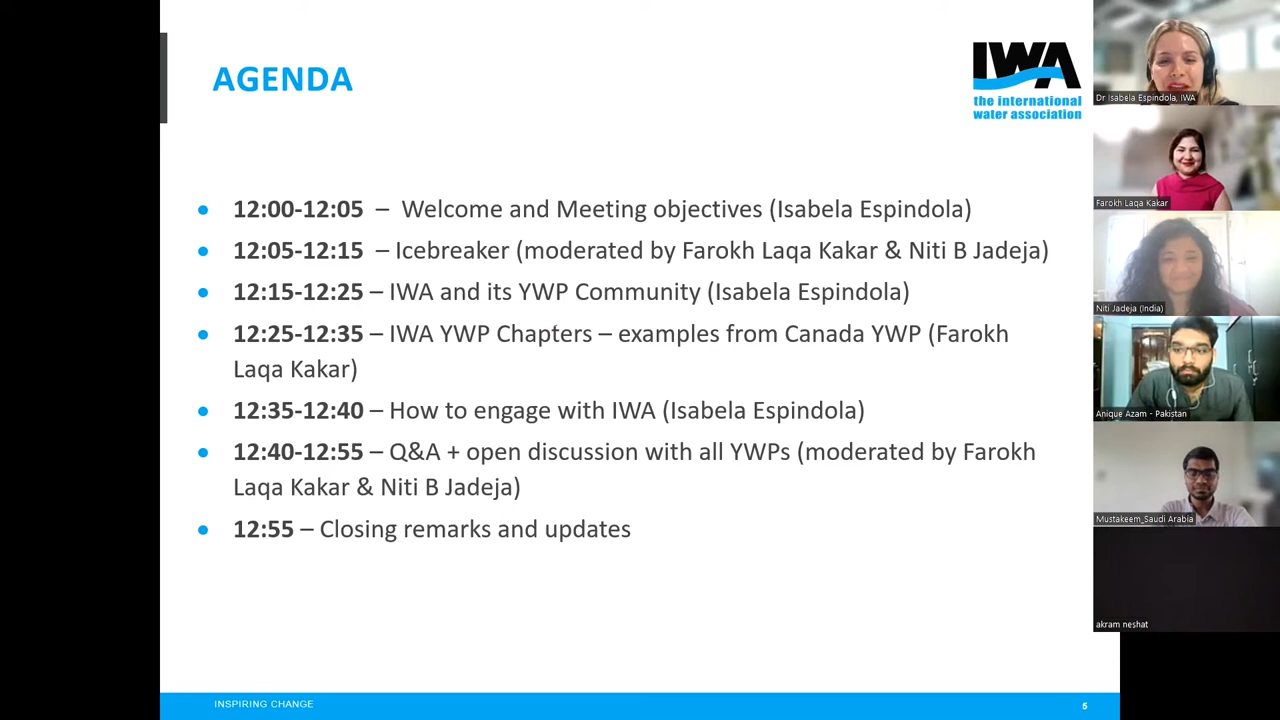 AGENDA
IWA
the international
water association
• 12:00-12:05 – Welcome and Meeting objectives (Isabela Espindola)
• 12:05-12:15 – Icebreaker (moderated by Farokh Laqa Kakar & Niti B Jadeja)
• 12:15-12:25 – IWA and its YWP Community (Isabela Espindola)
• 12:25-12:35 – IWA YWP Chapters – examples from Canada YWP (Farokh
Laqa Kakar)
• 12:35-12:40 – How to engage with IWA (Isabela Espindola)
• 12:40-12:55 – Q&A + open discussion with all YWPs (moderated by Farokh
Laqa Kakar & Niti B Jadeja)
• 12:55 – Closing remarks and updates
INSPIRING CHANGE
5
Dr Isabela Espindola, IWA
Farokh Laqa Kakar
Niti Jadeja (India)
Anique Azam - Pakistan
Mustakeem_Saudi Arabia
akram neshat